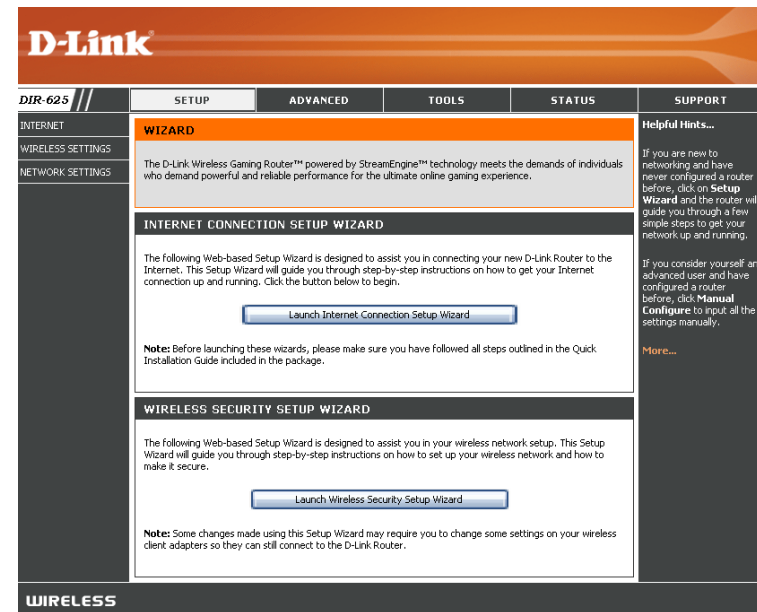 D-Link
DIR-625 //
SETUP
ADVANCED
TOOLS
STATUS
SUPPORT
INTERNET
WIRELESS SETTINGS
NETWORK SETTINGS
WIZARD
The D-Link Wireless Gaming Router™ powered by StreamEngine™ technology meets the demands of individuals
who demand powerful and reliable performance for the ultimate online gaming experience.
INTERNET CONNECTION SETUP WIZARD
The following Web-based Setup Wizard is designed to assist you in connecting your new D-Link Router to the
Internet. This Setup Wizard will guide you through step-by-step instructions on how to get your Internet
connection up and running. Click the button below to begin.
Launch Internet Connection Setup Wizard
Note: Before launching these wizards, please make sure you have followed all steps outlined in the Quick
Installation Guide included in the package.
WIRELESS SECURITY SETUP WIZARD
The following Web-based Setup Wizard is designed to assist you in your wireless network setup. This Setup
Wizard will guide you through step-by-step instructions on how to set up your wireless network and how to
make it secure.
Launch Wireless Security Setup Wizard
Note: Some changes made using this Setup Wizard may require you to change some settings on your wireless
client adapters so they can still connect to the D-Link Router.
Helpful Hints...
If you are new to
networking and have
never configured a router
before, click on Setup
Wizard and the router wil
guide you through a few
simple steps to get your
network up and running.
If you consider yourself an
advanced user and have
configured a router
before, click Manual
Configure to input all the
settings manually.
More...
WIRELESS